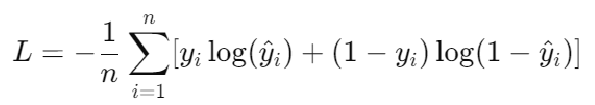 L = -\frac{1}{n} \sum_{i=1}^{n} [y_i \log(\hat{y}_i) + (1 - y_i) \log(1 - \hat{y}_i)]